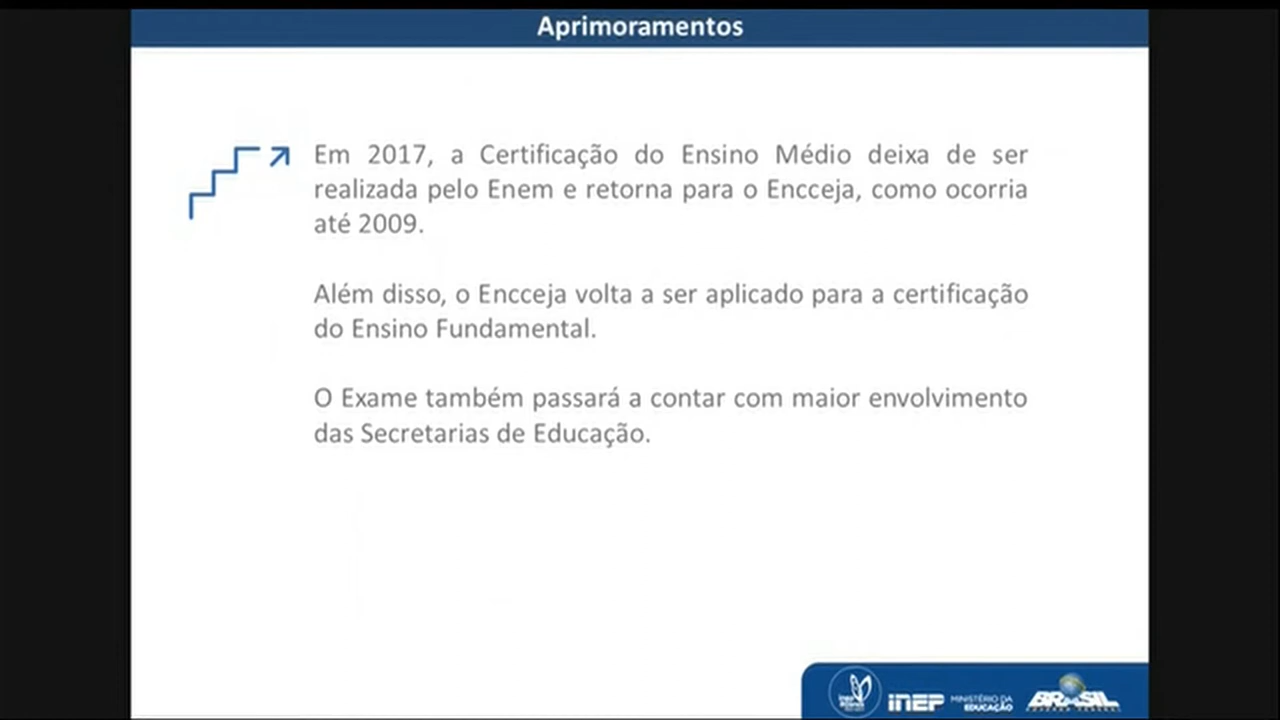 Aprimoramentos
Em 2017, a Certificação do Ensino Médio deixa de ser
realizada pelo Enem e retorna para o Encceja, como ocorria
até 2009.
Além disso, o Encceja volta a ser aplicado para a certificação
do Ensino Fundamental.
O Exame também passará a contar com maior envolvimento
das Secretarias de Educação.
inep
MINISTÉRIO DA
EDUCAÇÃO
BRASIL
GOVERNO FEDERAL